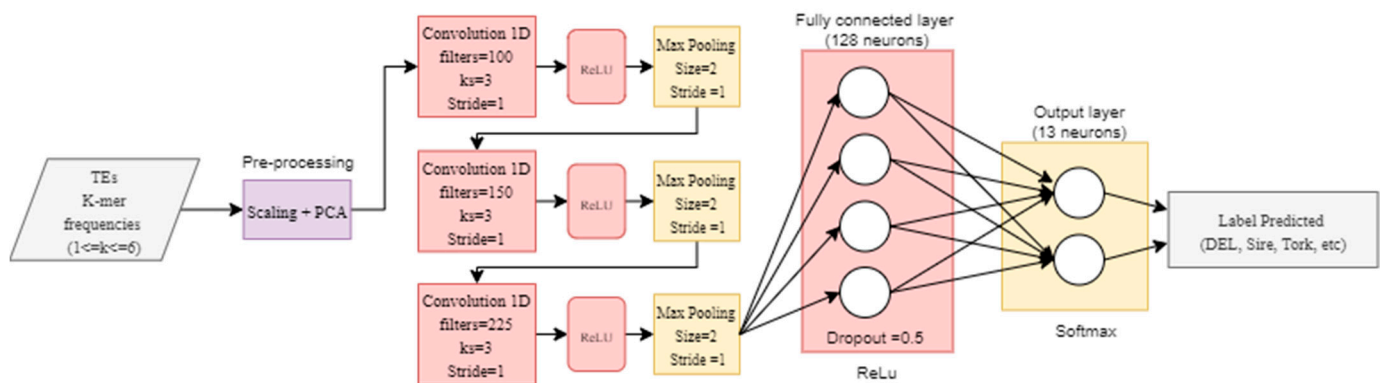 TEs
K-mer
frequencies
(1<=k<=6)
Pre-processing
Scaling + PCA
Convolution 1D
filters=100
ks=3
Stride=1
ReLU
Max Pooling
Size=2
Stride =1
Convolution 1D
filters=150
ks=3
Stride=1
ReLU
Max Pooling
Size=2
Stride =1
Convolution 1D
filters=225
ks=3
Stride=1
ReLU
Max Pooling
Size=2
Stride =1
Fully connected layer
(128 neurons)
Dropout =0.5
ReLu
Output layer
(13 neurons)
Softmax
Label Predicted
(DEL, Sire, Tork, etc)